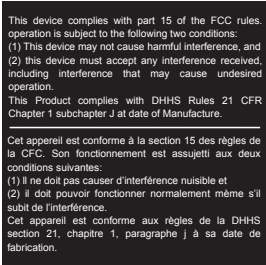 This device complies with part 15 of the FCC rules.
operation is subject to the following two conditions:
(1) This device may not cause harmful interference, and
(2) this device must accept any interference received,
including interference that may cause undesired
operation.
This Product complies with DHHS Rules 21 CFR
Chapter 1 subchapter J at date of Manufacture.
Cet appareil est conforme à la section 15 des règles de
la CFC. Son fonctionnement est assujetti aux deux
conditions suivantes:
(1) Il ne doit pas causer d'interférence nuisible et
(2) il doit pouvoir fonctionner normalement mème s'il
subit de l'interférence.
Cet appareil est conforme aux règles de la DHHS
section 21, chapitre 1, paragraphe j à sa date de
fabrication.